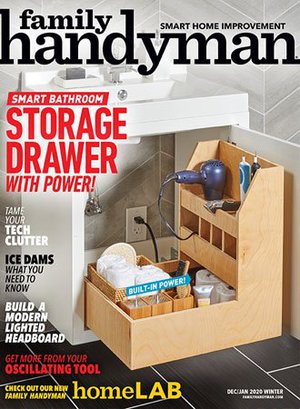 family
SMART HOME IMPROVEMENT
handyman
SMART BATHROOM
STORAGE
DRAWER
WITH POWER!
TAME
YOUR
TECH
CLUTTER
ICE DAMS
WHAT YOU
NEED TO
KNOW
BUILT-IN POWER!
BUILD A
MODERN
LIGHTED
HEADBOARD
GET MORE FROM YOUR
OSCILLATING TOOL
CHECK OUT OUR NEW
FAMILY HANDYMAN
homeLAB
DEC|JAN 2020 WINTER
FAMILYHANDYMAN.COM